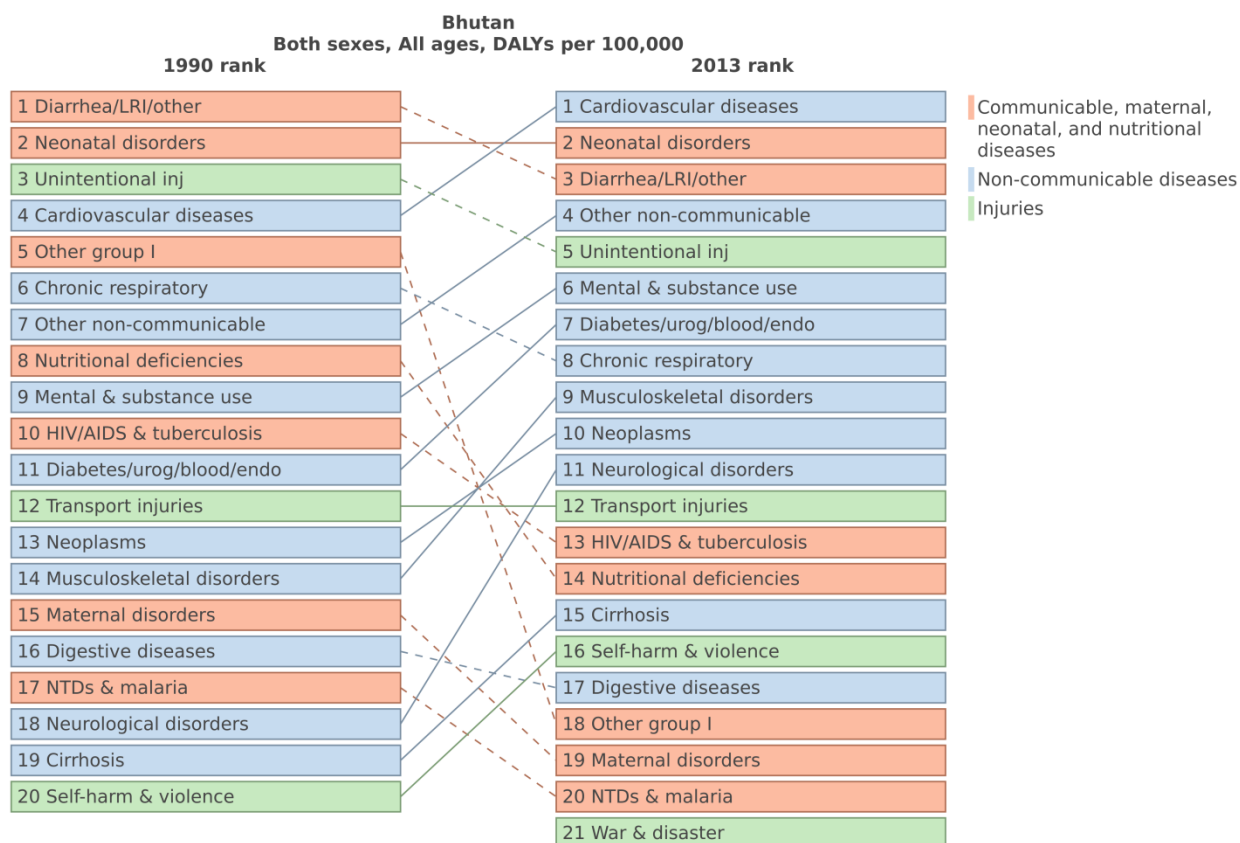 Bhutan
Both sexes, All ages, DALYs per 100,000
1990 rank
2013 rank
1 Diarrhea/LRI/other
2 Neonatal disorders
3 Unintentional inj
4 Cardiovascular diseases
5 Other group I
6 Chronic respiratory
7 Other non-communicable
8 Nutritional deficiencies
9 Mental & substance use
10 HIV/AIDS & tuberculosis
11 Diabetes/urog/blood/endo
12 Transport injuries
13 Neoplasms
14 Musculoskeletal disorders
15 Maternal disorders
16 Digestive diseases
17 NTDs & malaria
18 Neurological disorders
19 Cirrhosis
20 Self-harm & violence
1 Cardiovascular diseases
2 Neonatal disorders
3 Diarrhea/LRI/other
4 Other non-communicable
5 Unintentional inj
6 Mental & substance use
7 Diabetes/urog/blood/endo
8 Chronic respiratory
9 Musculoskeletal disorders
10 Neoplasms
11 Neurological disorders
12 Transport injuries
13 HIV/AIDS & tuberculosis
14 Nutritional deficiencies
15 Cirrhosis
16 Self-harm & violence
17 Digestive diseases
18 Other group I
19 Maternal disorders
20 NTDs & malaria
21 War & disaster
Communicable, maternal,
neonatal, and nutritional
diseases
Non-communicable diseases
Injuries